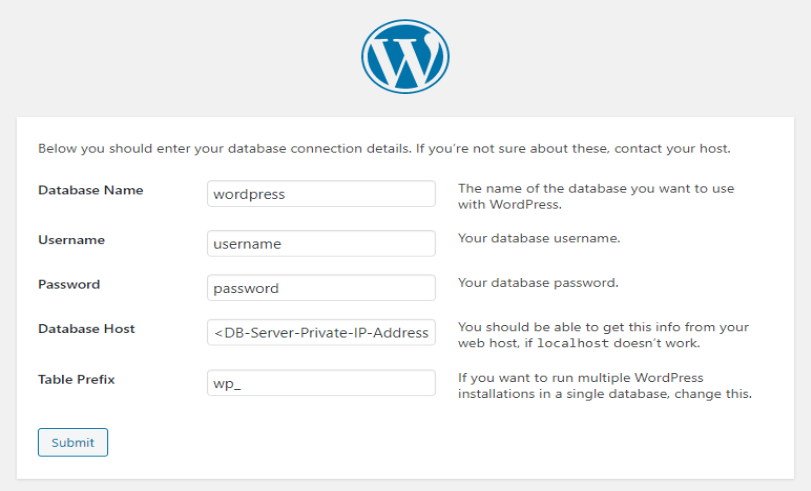 Below you should enter your database connection details. If you're not sure about these, contact your host.
Database Name
wordpress
The name of the database you want to use
with WordPress.
Username
username
Your database username.
Password
password
Your database password.
Database Host
<DB-Server-Private-IP-Address
You should be able to get this info from your
web host, if localhost doesn't work.
Table Prefix
wp_
If you want to run multiple WordPress
installations in a single database, change this.
Submit